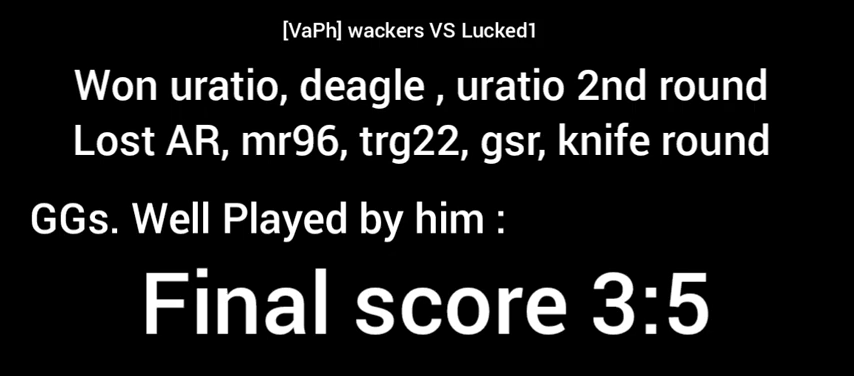 [VaPh] wackers VS Lucked1
Won uratio, deagle , uratio 2nd round
Lost AR, mr96, trg22, gsr, knife round
GGs. Well Played by him :
Final score 3:5